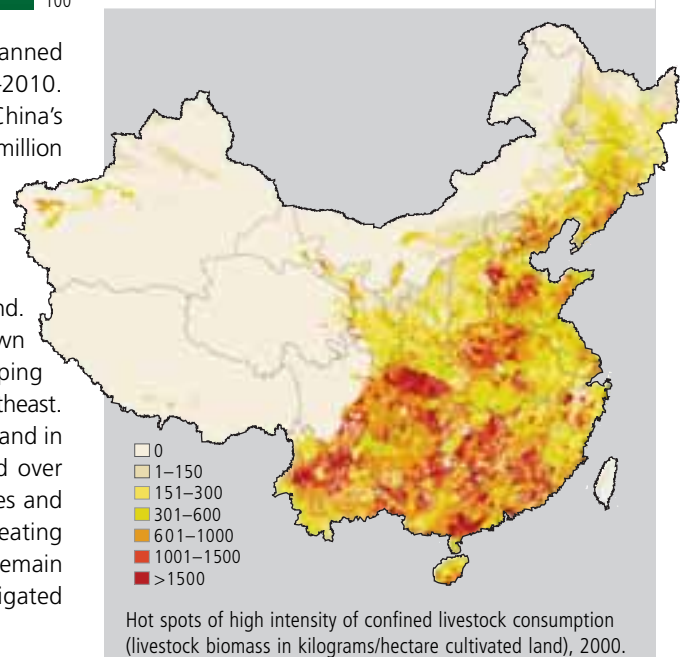 100
anned
-2010.
China's
million
nd.
wn
ping
theast.
and in
d over
es and
eating
emain
igated
0
1–150
151–300
301–600
601–1000
1001–1500
>1500
Hot spots of high intensity of confined livestock consumption
(livestock biomass in kilograms/hectare cultivated land), 2000.